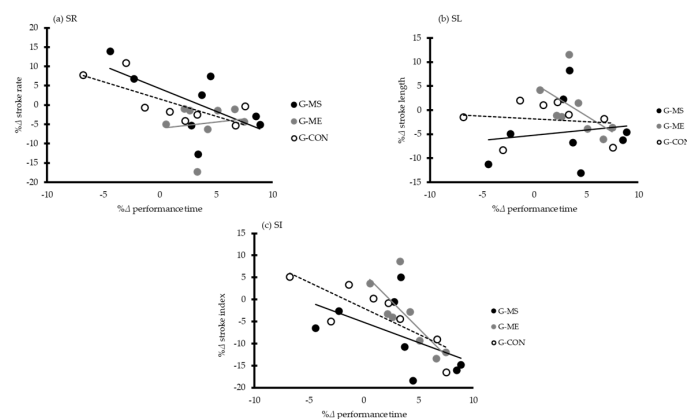 (a) SR
20
15
10
5
0
-5
-10
-15
-20
-10
-5
0
5
10
%Δ stroke rate
%Δ performance time
G-MS
G-ME
G-CON
(b) SL
15
10
5
0
-5
-10
-15
-10
-5
0
5
10
%Δ stroke length
%Δ performance time
G-MS
G-ME
G-CON
(c) SI
15
10
5
0
-5
-10
-15
-20
-10
-5
0
5
10
%Δ stroke index
%Δ performance time
G-MS
G-ME
G-CON